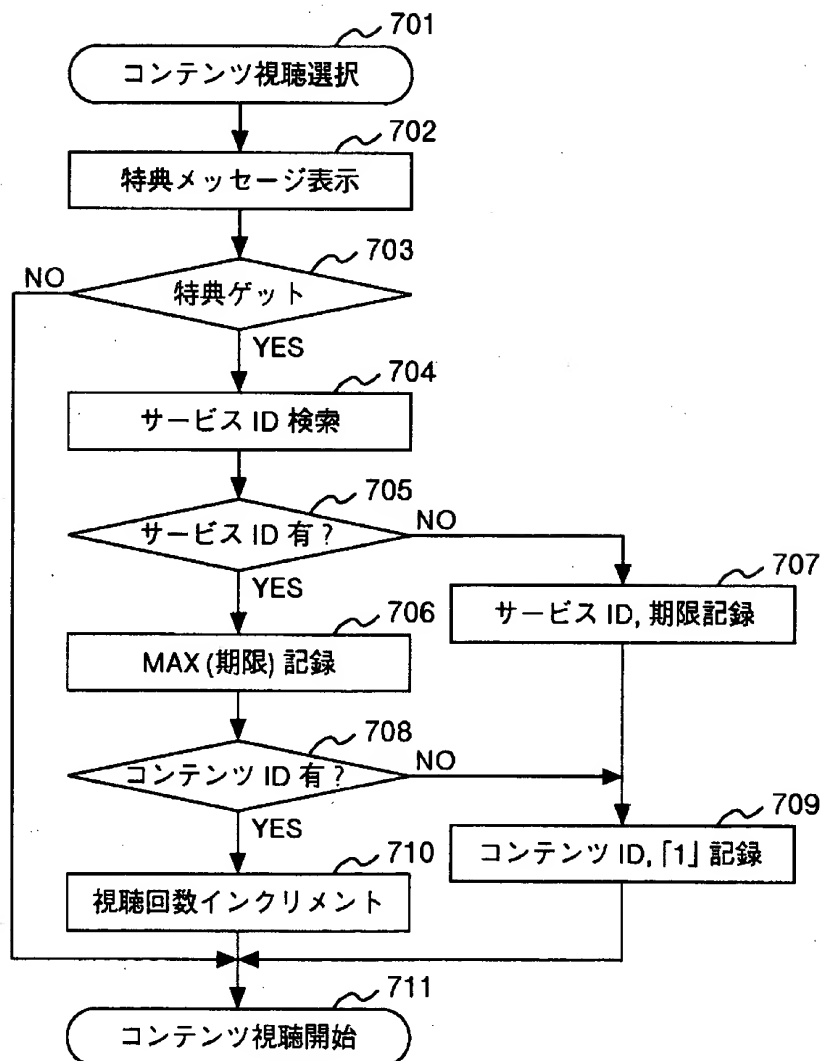 701
コンテンツ視聴選択
702
特典メッセージ表示
703
NO
特典ゲット
YES
704
サービス ID 検索
705
サービス ID 有?
NO
YES
707
サービス ID, 期限記録
706
MAX (期限) 記録
708
コンテンツ ID 有?
NO
YES
709
コンテンツ ID, 「1」 記録
710
視聴回数インクリメント
711
コンテンツ視聴開始